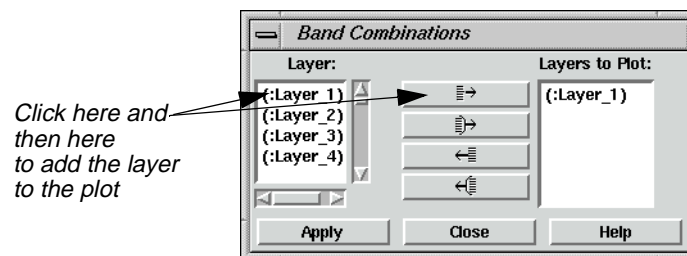 Band Combinations
Layer:
Layers to Plot:
(:Layer_1)
(:Layer_2)
(:Layer_3)
(:Layer_4)
(:Layer_1)
Click here and
then here
to add the layer
to the plot
Apply
Close
Help